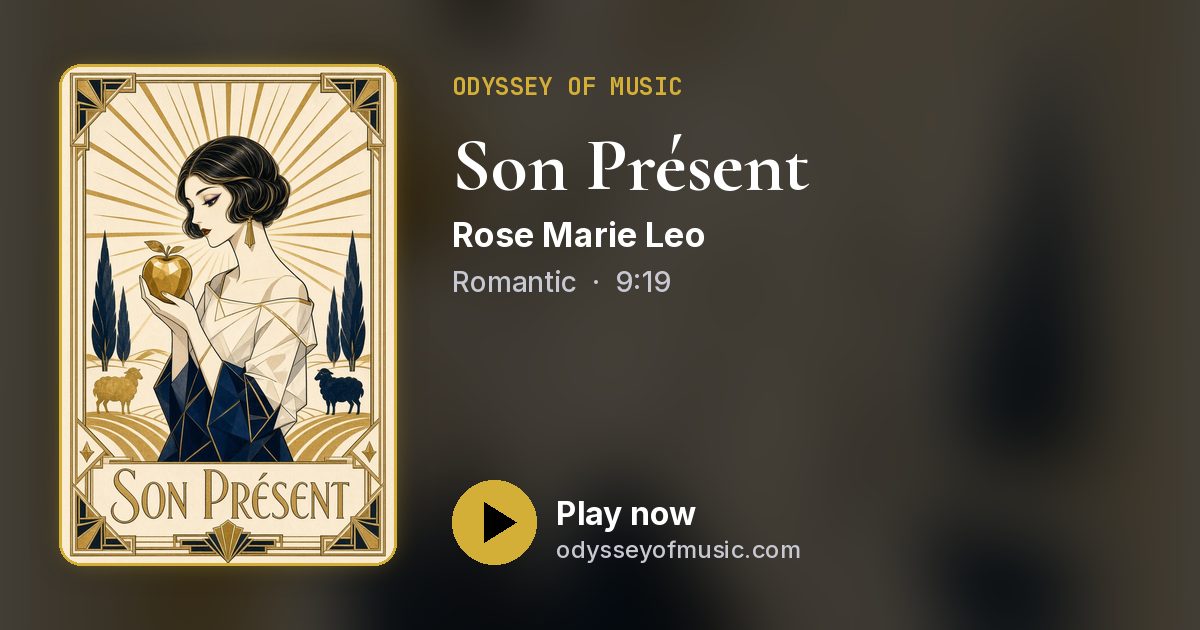 SON PRÉSENT
ODYSSEY OF MUSIC
Son Présent
Rose Marie Leo
Romantic · 9:19
Play now
odysseyofmusic.com